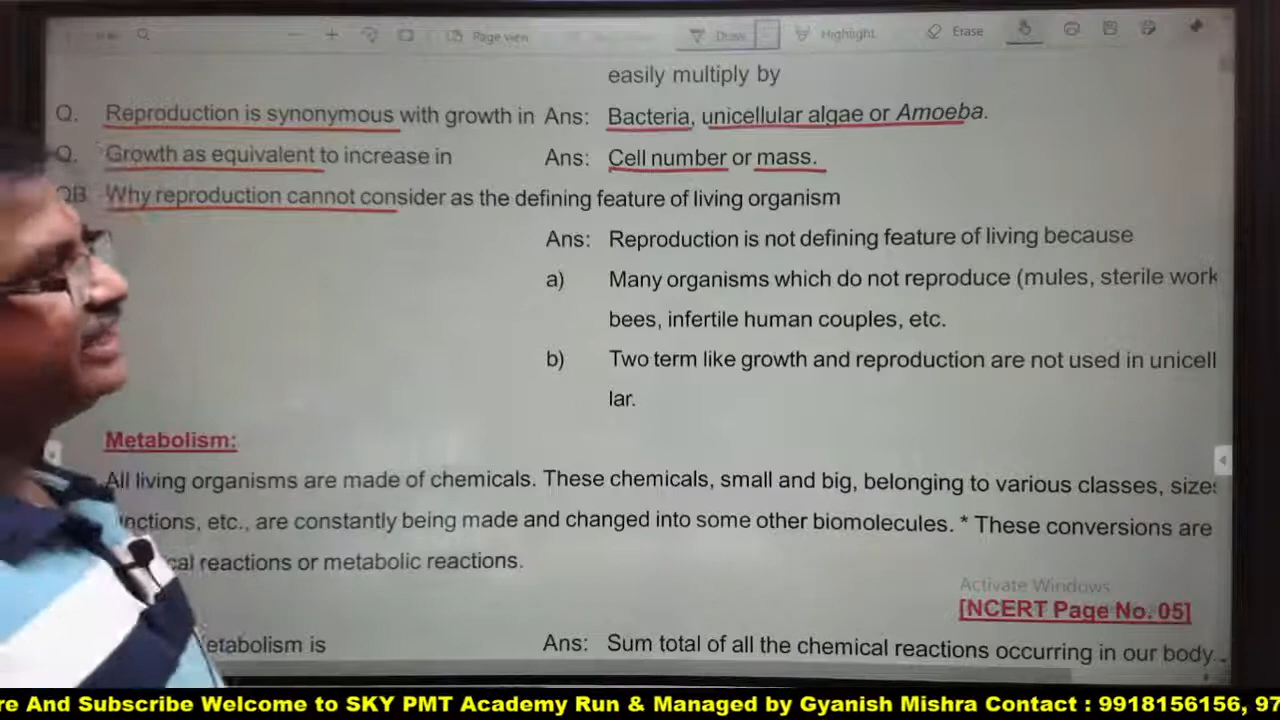 Page view
Draw
Highlight
Erase
easily multiply by
Q. Reproduction is synonymous with growth in Ans: Bacteria, unicellular algae or Amoeba.
Q. Growth as equivalent to increase in Ans: Cell number or mass.
QB Why reproduction cannot consider as the defining feature of living organism
Ans: Reproduction is not defining feature of living because
a) Many organisms which do not reproduce (mules, sterile work
bees, infertile human couples, etc.
b) Two term like growth and reproduction are not used in unicell
lar.
Metabolism:
All living organisms are made of chemicals. These chemicals, small and big, belonging to various classes, sizes
nctions, etc., are constantly being made and changed into some other biomolecules. * These conversions are
cal reactions or metabolic reactions.
Activate Windows
[NCERT Page No. 05]
etabolism is Ans: Sum total of all the chemical reactions occurring in our body.
re And Subscribe Welcome to SKY PMT Academy Run & Managed by Gyanish Mishra Contact : 9918156156, 97